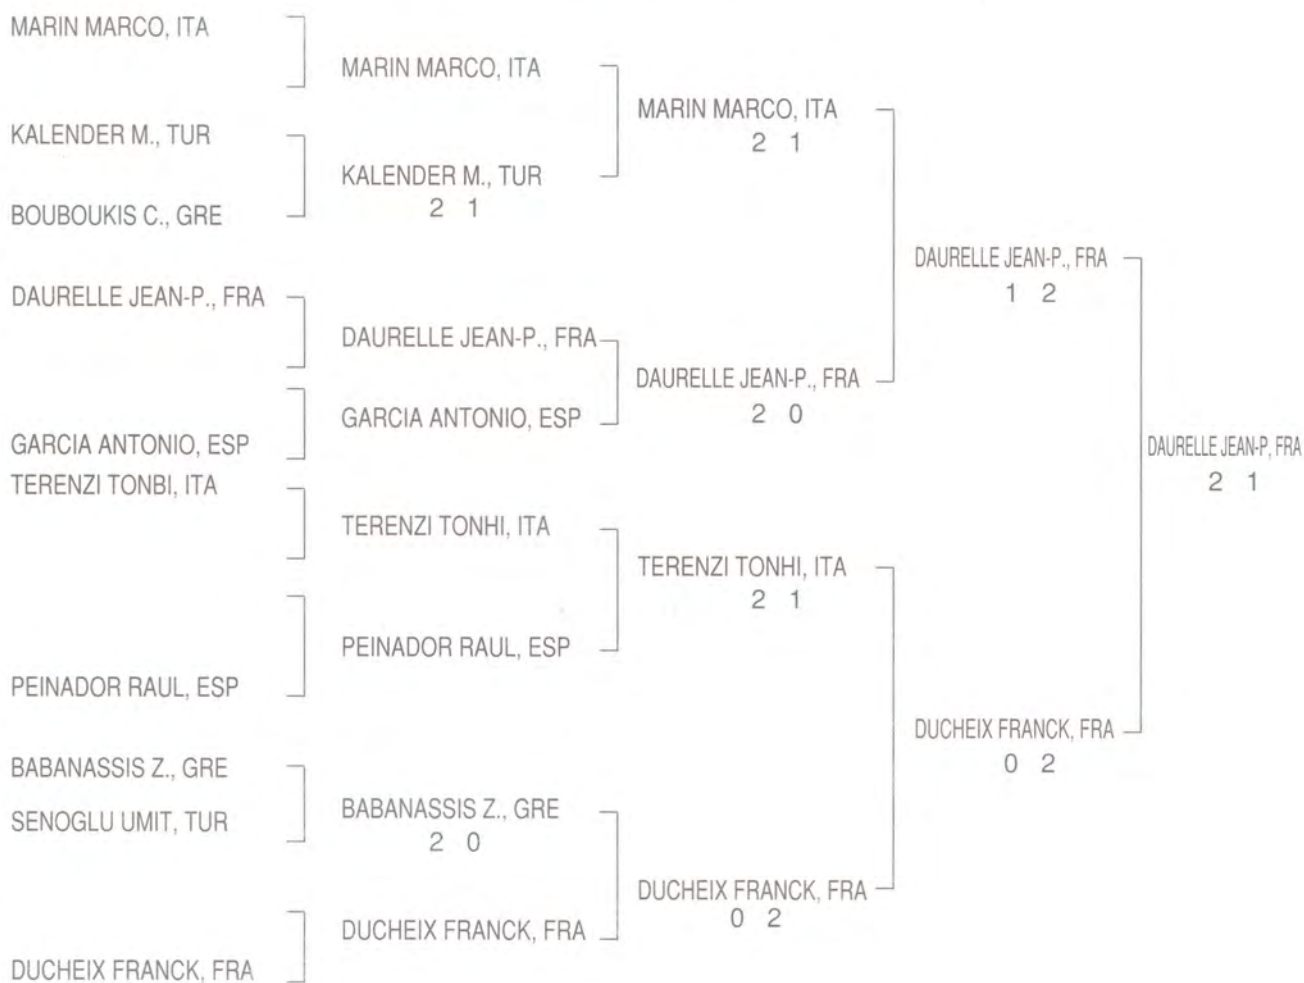 MARIN MARCO, ITA
KALENDER M., TUR
BOUBOUKIS C., GRE
DAURELLE JEAN-P., FRA
GARCIA ANTONIO, ESP
TERENZI TONBI, ITA
PEINADOR RAUL, ESP
BABANASSIS Z., GRE
SENOGLU UMIT, TUR
DUCHEIX FRANCK, FRA
MARIN MARCO, ITA
KALENDER M., TUR
2 1
DAURELLE JEAN-P., FRA
GARCIA ANTONIO, ESP
TERENZI TONHI, ITA
PEINADOR RAUL, ESP
BABANASSIS Z., GRE
2 0
DUCHEIX FRANCK, FRA
MARIN MARCO, ITA
2 1
DAURELLE JEAN-P., FRA
2 0
TERENZI TONHI, ITA
2 1
DUCHEIX FRANCK, FRA
0 2
DAURELLE JEAN-P., FRA
1 2
DUCHEIX FRANCK, FRA
0 2
DAURELLE JEAN-P, FRA
2 1